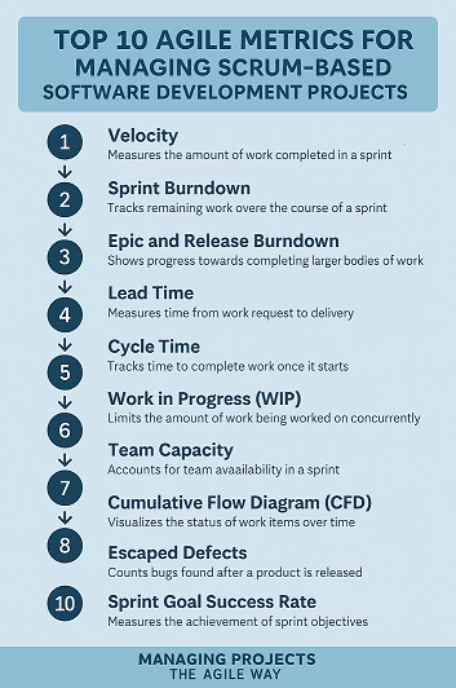 TOP 10 AGILE METRICS FOR
MANAGING SCRUM-BASED
SOFTWARE DEVELOPMENT PROJECTS
1
Velocity
Measures the amount of work completed in a sprint
2
Sprint Burndown
Tracks remaining work overe the course of a sprint
3
Epic and Release Burndown
Shows progress towards completing larger bodies of work
4
Lead Time
Measures time from work request to delivery
5
Cycle Time
Tracks time to complete work once it starts
6
Work in Progress (WIP)
Limits the amount of work being worked on concurrently
7
Team Capacity
Accounts for team avaailability in a sprint
8
Cumulative Flow Diagram (CFD)
Visualizes the status of work items over time
Escaped Defects
Counts bugs found after a product is released
10
Sprint Goal Success Rate
Measures the achievement of sprint objectives
MANAGING PROJECTS
THE AGILE WAY